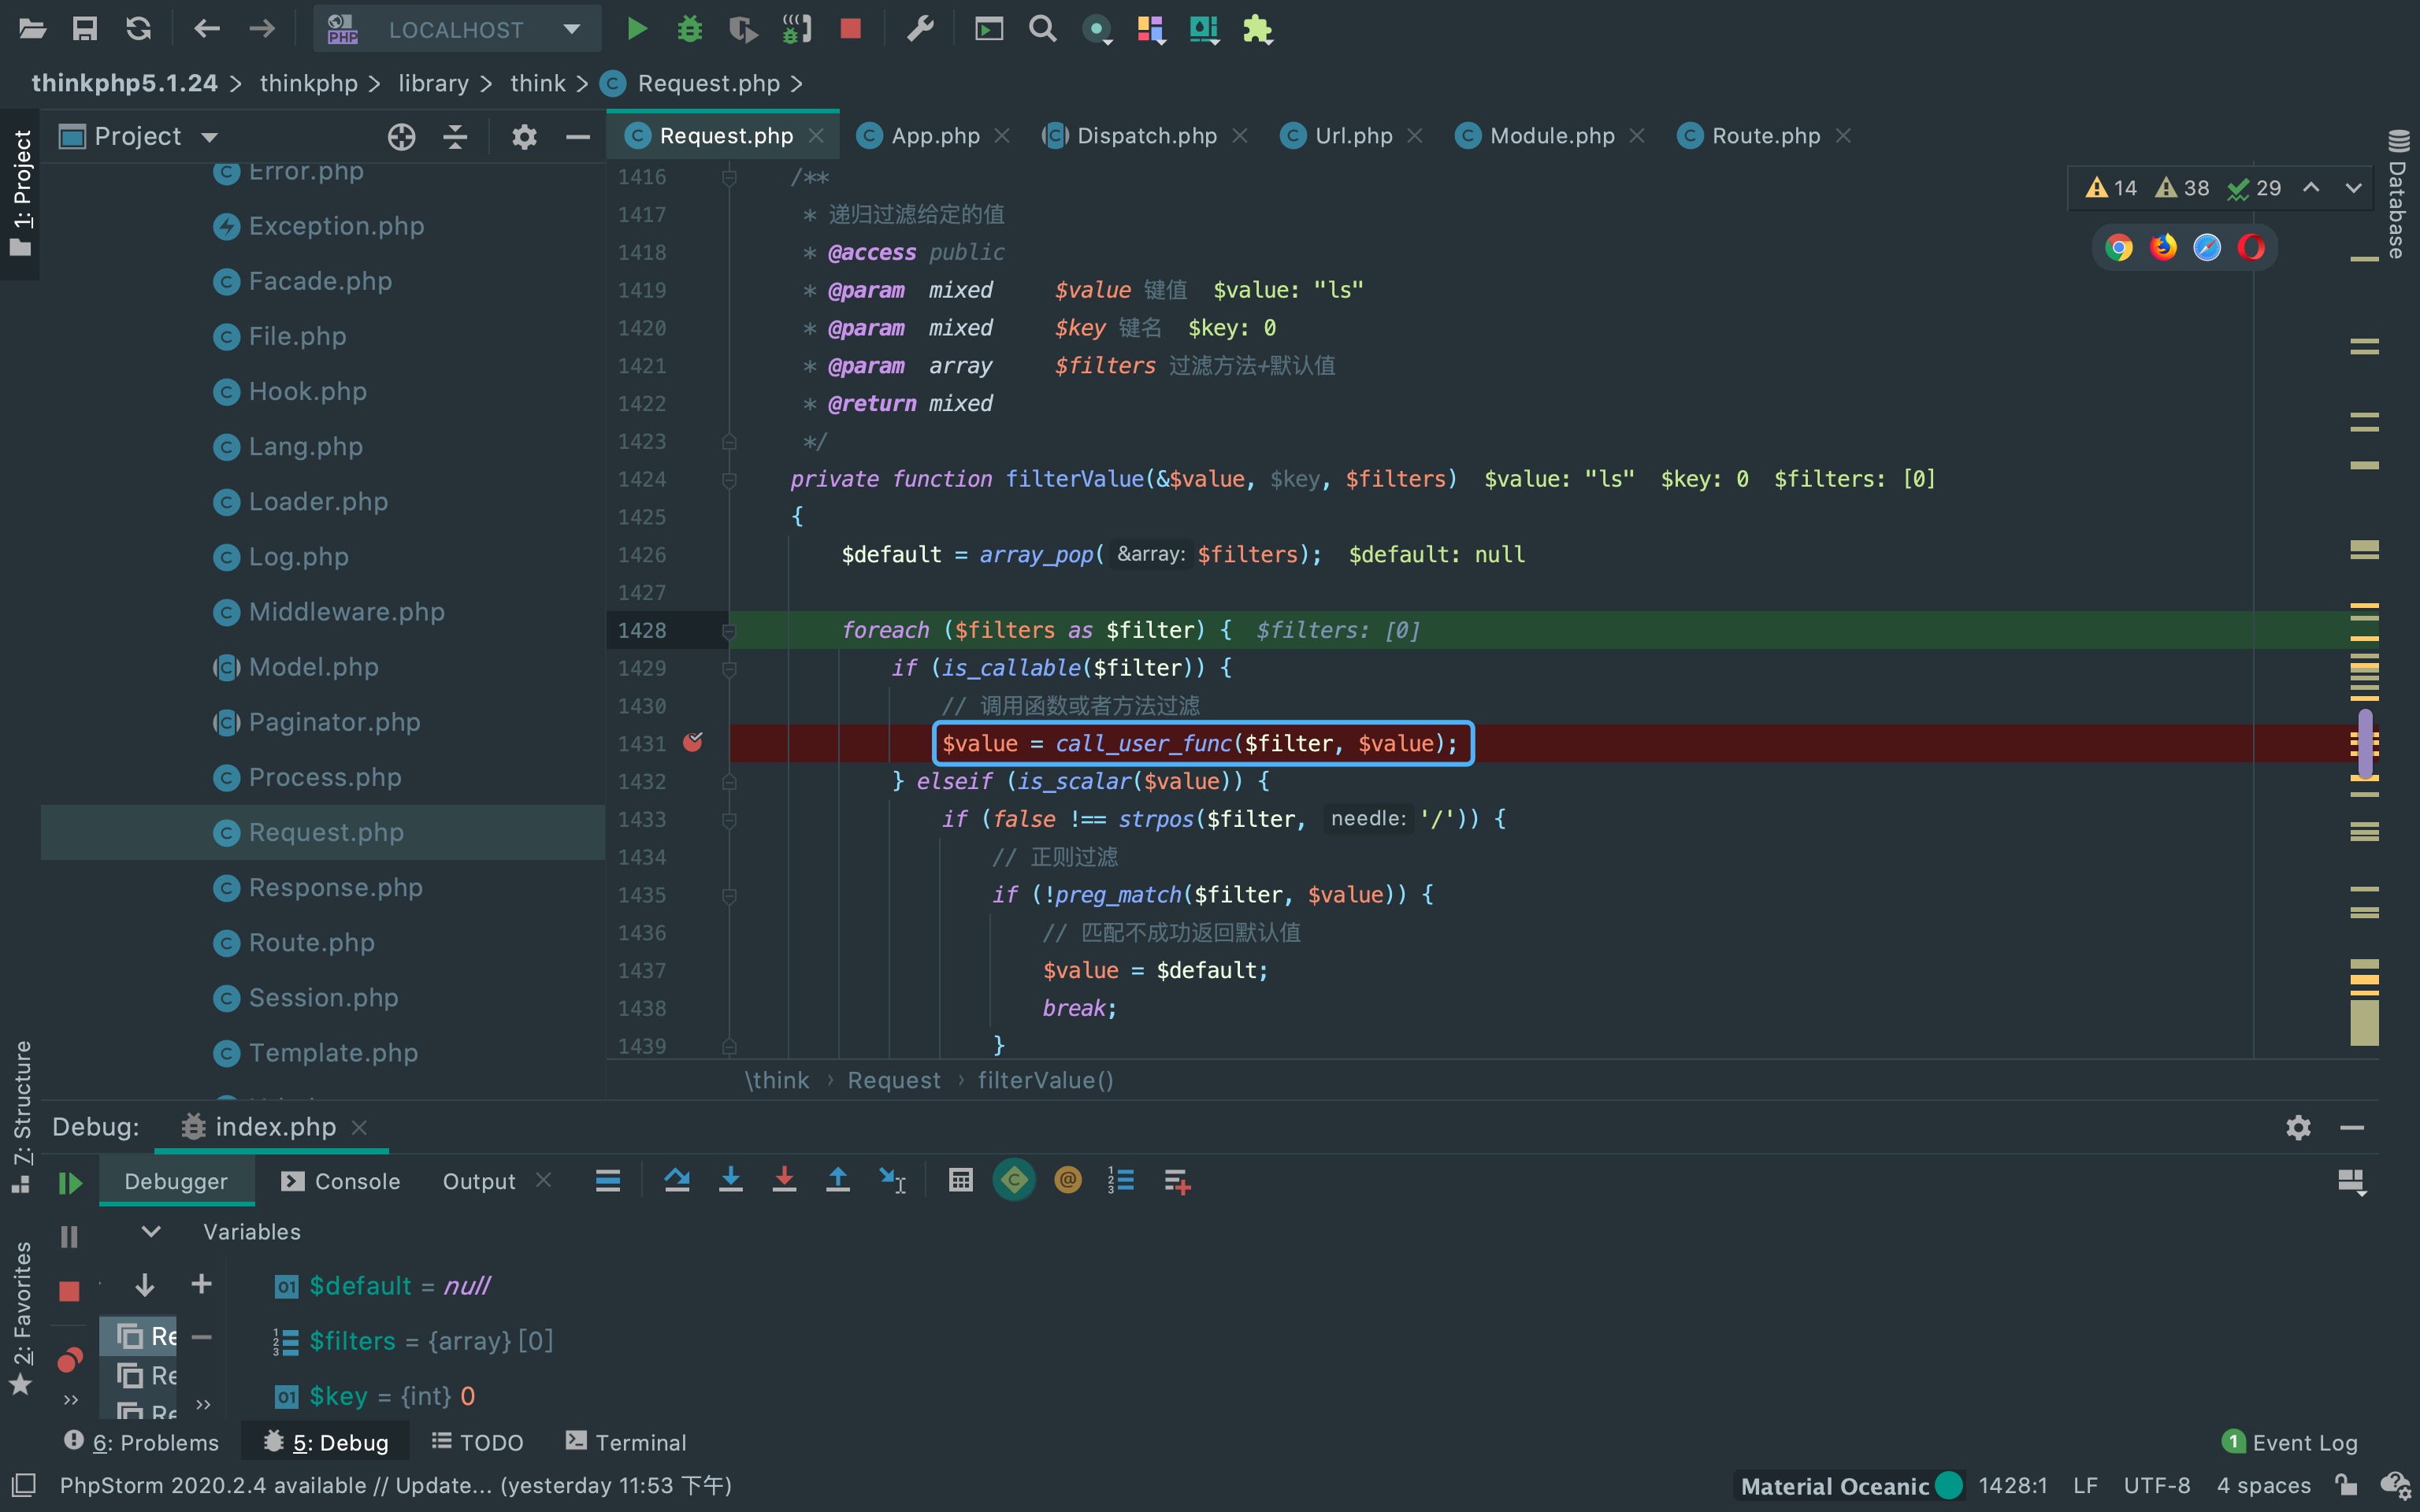 LOCALHOST
thinkphp5.1.24 > thinkphp > library > think > Request.php >
1: Project
Project
Request.php App.php Dispatch.php Url.php Module.php Route.php
Database
14 38 29
Error.php
Exception.php
Facade.php
File.php
Hook.php
Lang.php
Loader.php
Log.php
Middleware.php
Model.php
Paginator.php
Process.php
Request.php
Response.php
Route.php
Session.php
Template.php
1416 /**
1417 * 递归过滤给定的值
1418 * @access public
1419 * @param mixed $value 键值 $value: "ls"
1420 * @param mixed $key 键名 $key: 0
1421 * @param array $filters 过滤方法+默认值
1422 * @return mixed
1423 */
1424 private function filterValue(&$value, $key, $filters) $value: "ls" $key: 0 $filters: [0]
1425 {
1426 $default = array_pop( &array: $filters); $default: null
1427
1428 foreach ($filters as $filter) { $filters: [0]
1429 if (is_callable($filter)) {
1430 // 调用函数或者方法过滤
1431 $value = call_user_func($filter, $value);
1432 } elseif (is_scalar($value)) {
1433 if (false !== strpos($filter, needle: '/')) {
1434 // 正则过滤
1435 if (!preg_match($filter, $value)) {
1436 // 匹配不成功返回默认值
1437 $value = $default;
1438 break;
1439 }
\think › Request › filterValue()
7: Structure
2: Favorites
Debug: index.php
Debugger Console Output
Variables
$default = null
$filters = {array} [0]
$key = {int} 0
Re
Re
Re
6: Problems 5: Debug TODO Terminal
1 Event Log
PhpStorm 2020.2.4 available // Update... (yesterday 11:53 下午)
Material Oceanic 1428:1 LF UTF-8 4 spaces